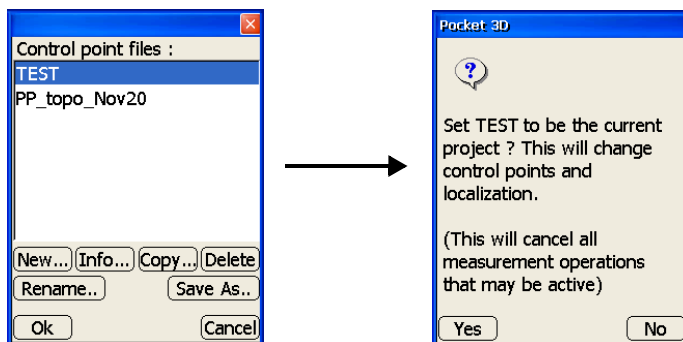 Control point files :
TEST
PP_topo_Nov20
New... Info... Copy... Delete
Rename.. Save As..
Ok Cancel
Pocket 3D
Set TEST to be the current
project ? This will change
control points and
localization.
(This will cancel all
measurement operations
that may be active)
Yes No